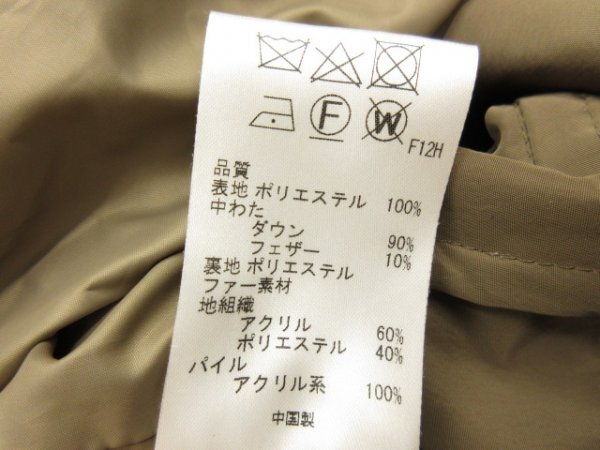 F
W
F12H
品質
表地 ポリエステル 100%
中わた
ダウン 90%
フェザー 10%
裏地 ポリエステル
ファー素材
地組織
アクリル 60%
ポリエステル 40%
パイル
アクリル系 100%
中国製